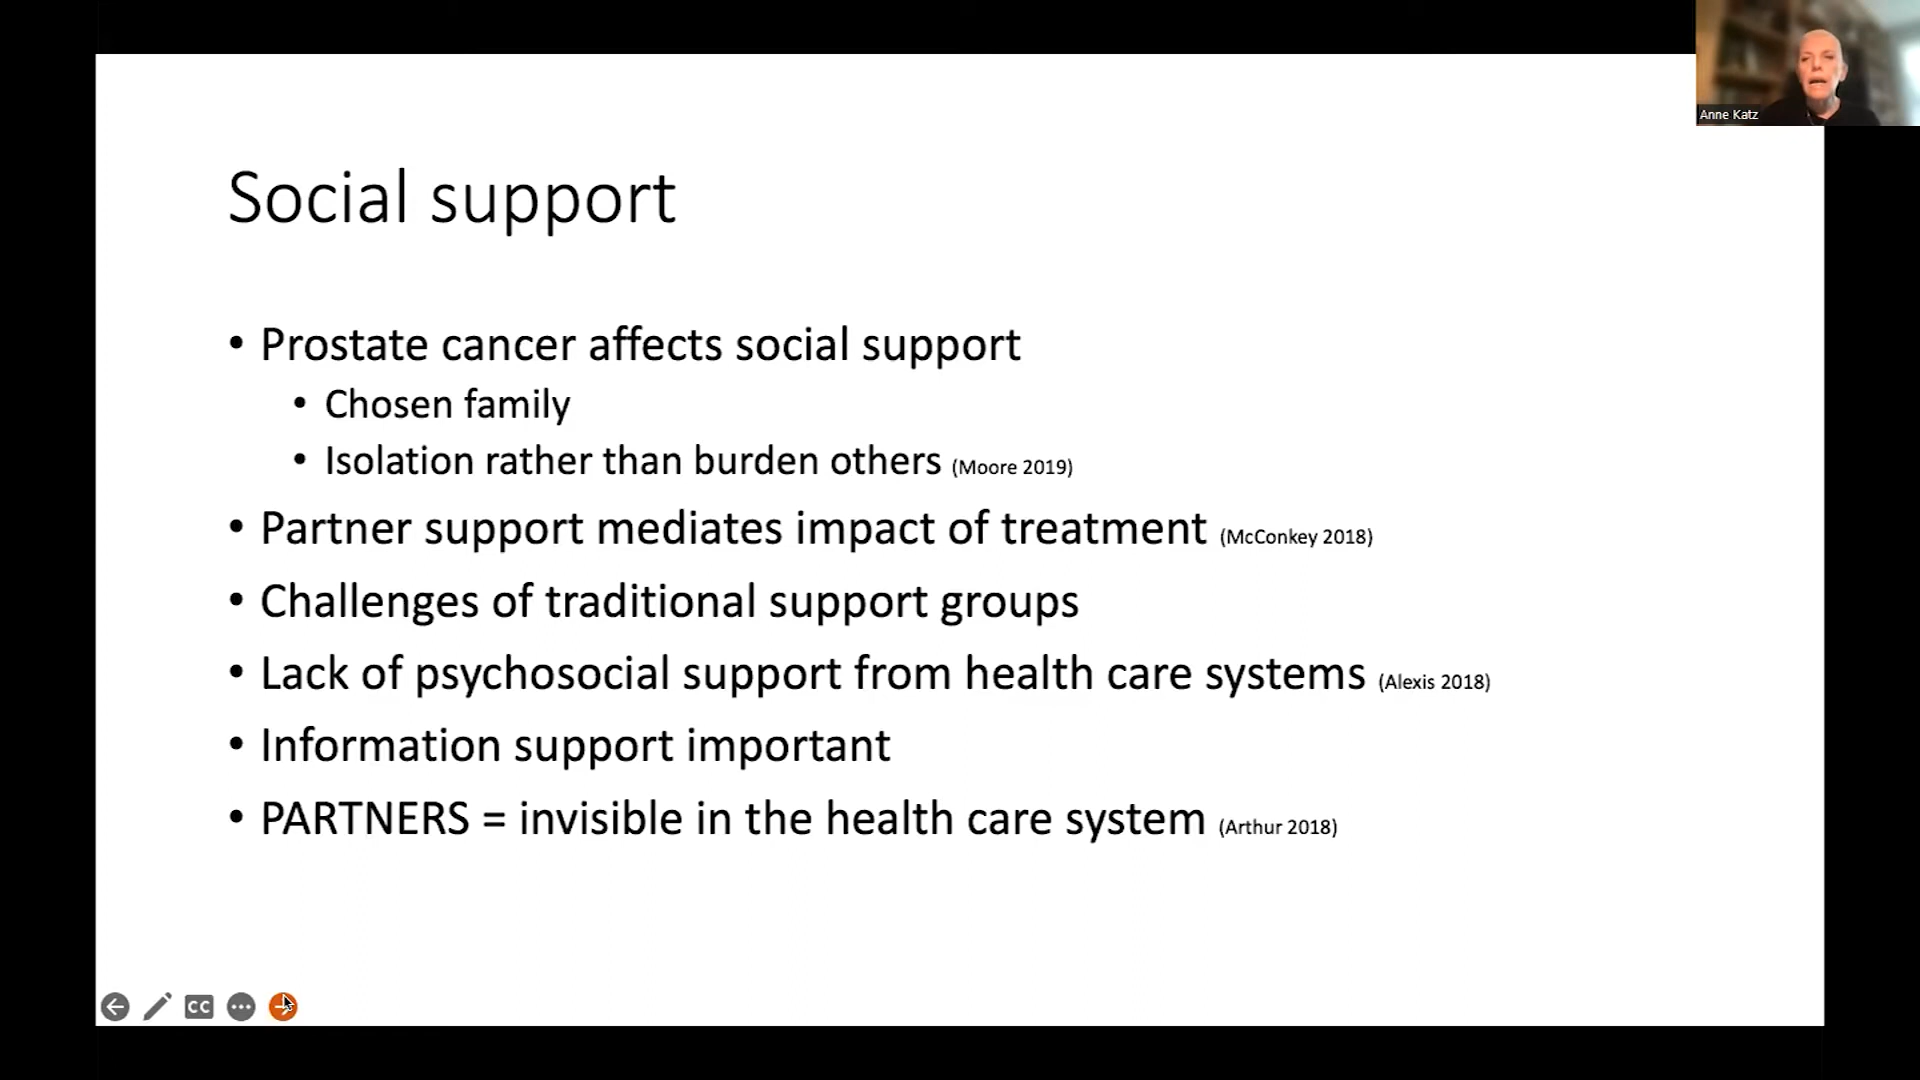 Anne Katz
Social support
• Prostate cancer affects social support
• Chosen family
• Isolation rather than burden others (Moore 2019)
• Partner support mediates impact of treatment (McConkey 2018)
• Challenges of traditional support groups
• Lack of psychosocial support from health care systems (Alexis 2018)
• Information support important
• PARTNERS = invisible in the health care system (Arthur 2018)
CC